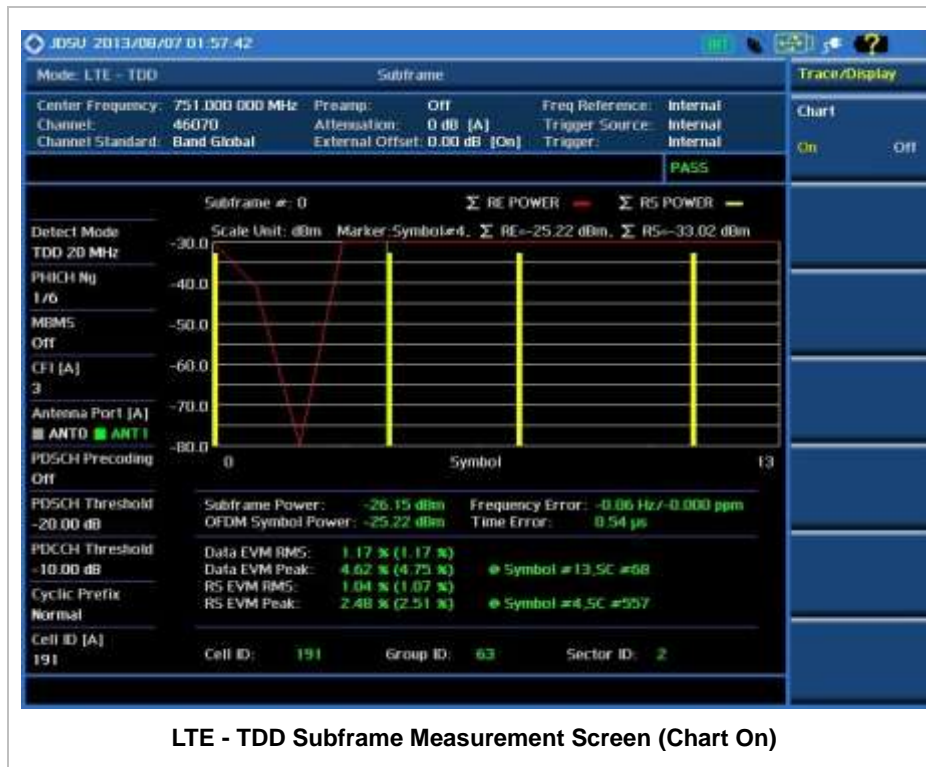 JDSU 2013/08/07 01:57:42
Mode: LTE - TDD
Subframe
Trace/Display
Center Frequency: 751.000 000 MHz Preamp: Off Freq Reference: Internal
Channel: 46070 Attenuation: 0 dB [A] Trigger Source: Internal
Channel Standard: Band Global External Offset: 0.00 dB [On] Trigger: Internal
Chart
On Off
PASS
Subframe #: 0 Σ RE POWER Σ RS POWER
Scale Unit: dBm Marker:Symbol#4, Σ RE=-25.22 dBm, Σ RS=-33.02 dBm
Detect Mode
TDD 20 MHz
PHICH Ng
1/6
MBMS
Off
CFI [A]
3
Antenna Port [A]
ANT0 ANT1
PDSCH Precoding
Off
PDSCH Threshold
-20.00 dB
PDCCH Threshold
-10.00 dB
Cyclic Prefix
Normal
Cell ID [A]
191
-30.0
-40.0
-50.0
-60.0
-70.0
-80.0
0 Symbol 13
Subframe Power: -26.15 dBm Frequency Error: -0.06 Hz/-0.000 ppm
OFDM Symbol Power: -25.22 dBm Time Error: 0.54 µs
Data EVM RMS: 1.17 % (1.17 %)
Data EVM Peak: 4.62 % (4.75 %) @ Symbol #13,SC #68
RS EVM RMS: 1.04 % (1.07 %)
RS EVM Peak: 2.48 % (2.51 %) @ Symbol #4,SC #557
Cell ID: 191 Group ID: 63 Sector ID: 2
LTE - TDD Subframe Measurement Screen (Chart On)